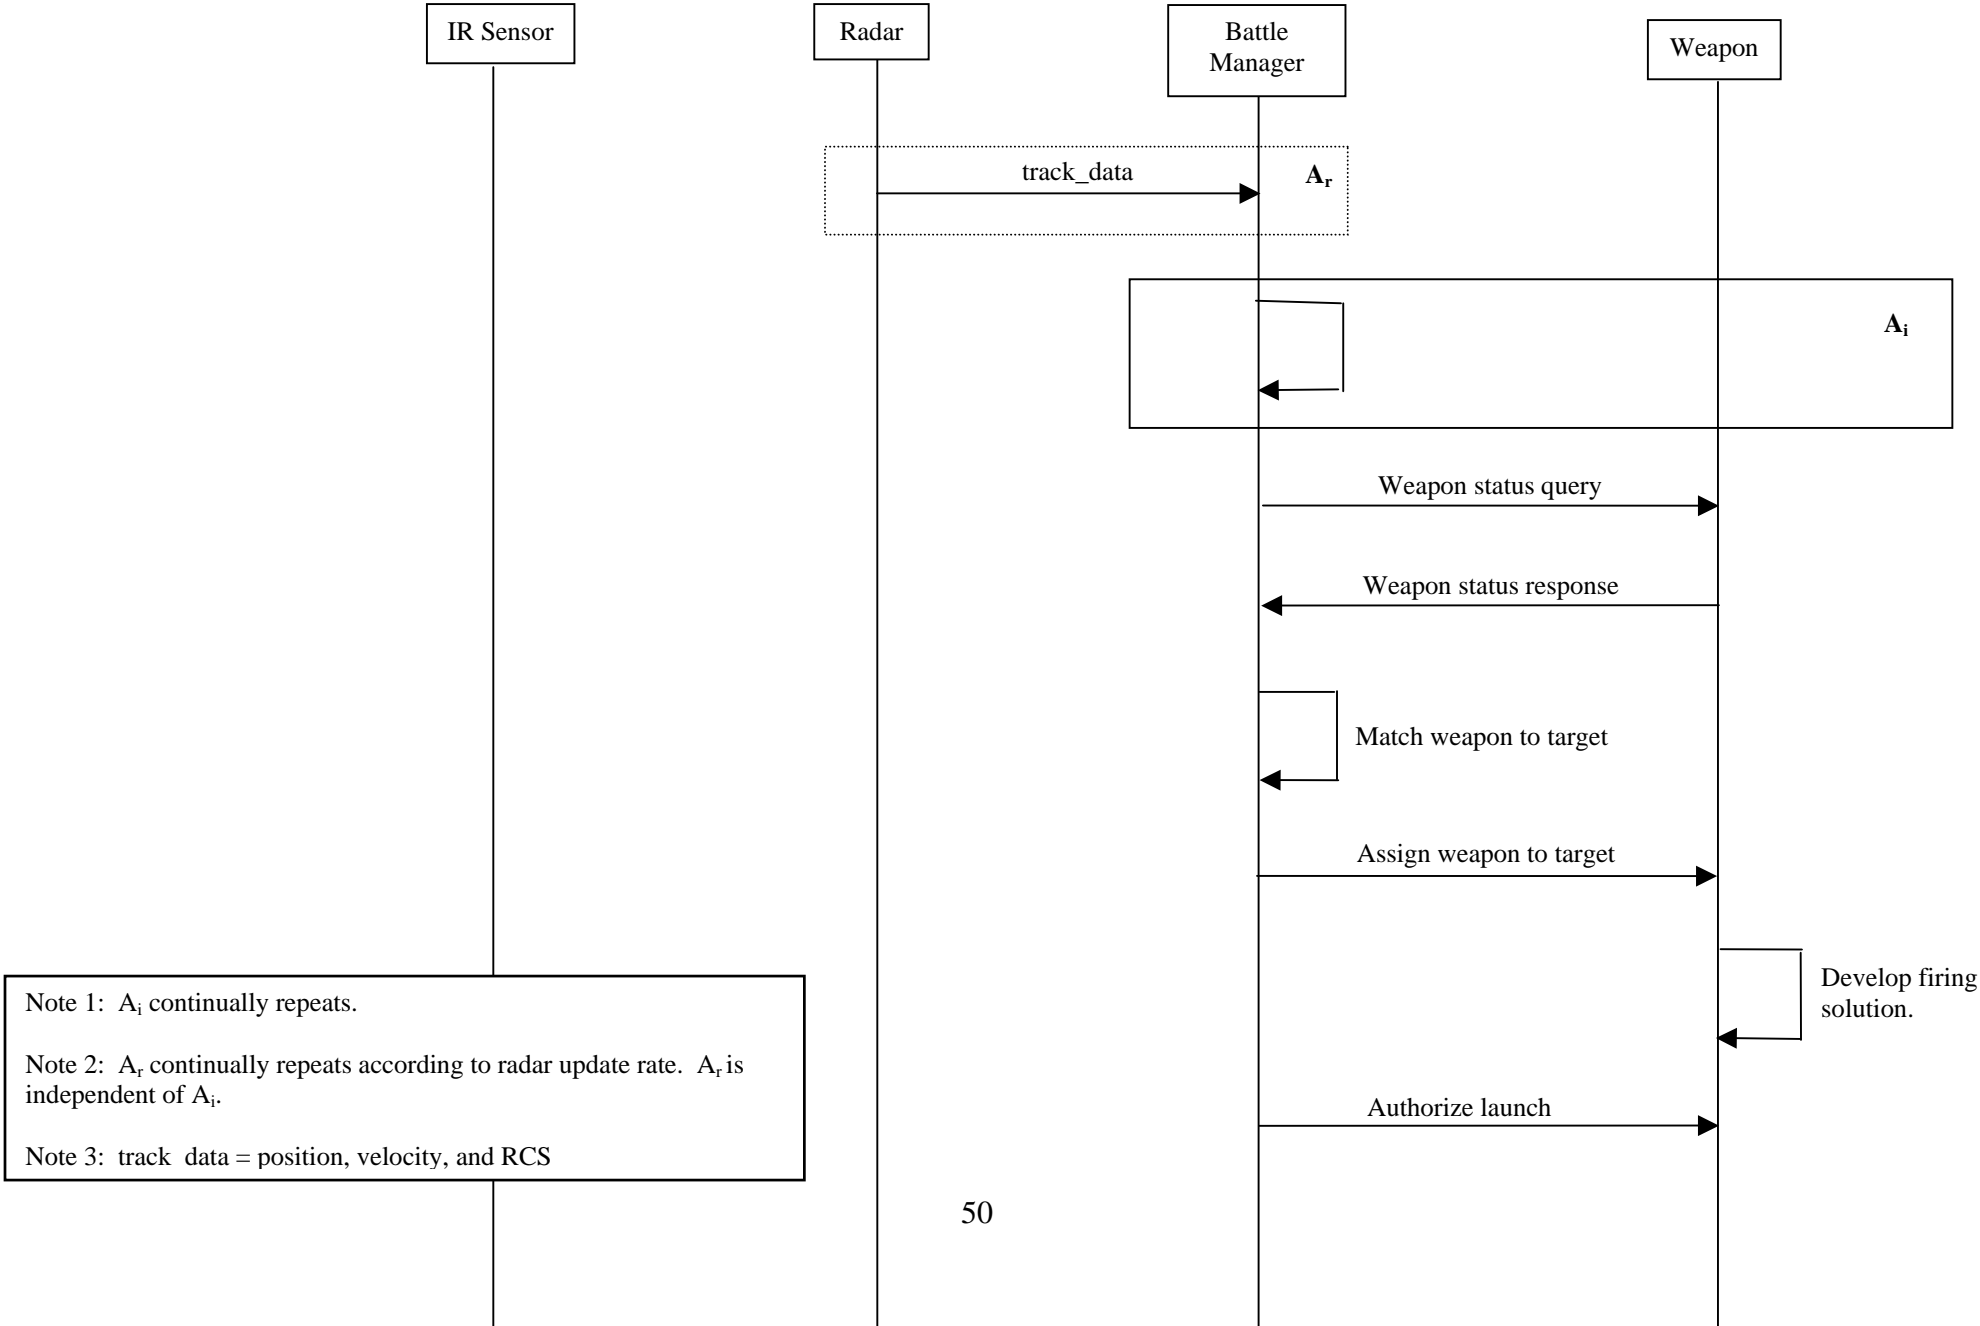 IR Sensor
Radar
Battle
Manager
Weapon
track_data
Ar
Ai
Weapon status query
Weapon status response
Match weapon to target
Assign weapon to target
Develop firing
solution.
Note 1: Ai continually repeats.
Note 2: Ar continually repeats according to radar update rate. Ar is
independent of Ai.
Note 3: track_data = position, velocity, and RCS
Authorize launch
50